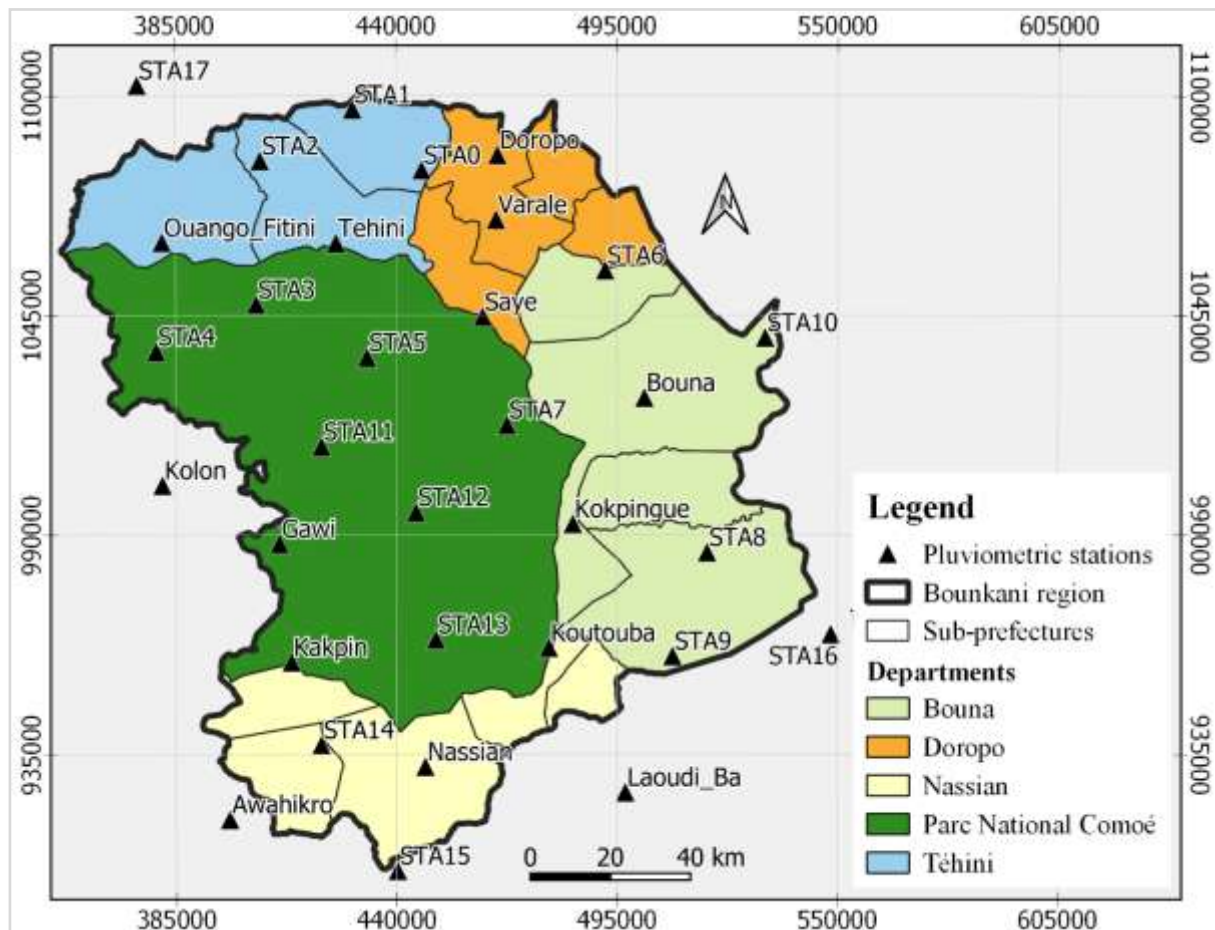 385000 440000 495000 550000 605000
STA17
1100000 1100000
STA1
Doropo
STA2 STA0
Varale
N
Ouango_Fitini Tehini
STA6
STA3 Saye
1045000 1045000
STA10
STA4 STA5
Bouna
STA7
STA11
Kolon
STA12
Kokpingue
Gawi
990000 990000
STA8
STA13 Koutouba
STA9
Kakpin
STA16
STA14
Nassian
935000 935000
Laoudi_Ba
Awahikro
STA15
0 20 40 km
Legend
Pluviometric stations
Bounkani region
Sub-prefectures
Departments
Bouna
Doropo
Nassian
Parc National Comoé
Téhini
385000 440000 495000 550000 605000